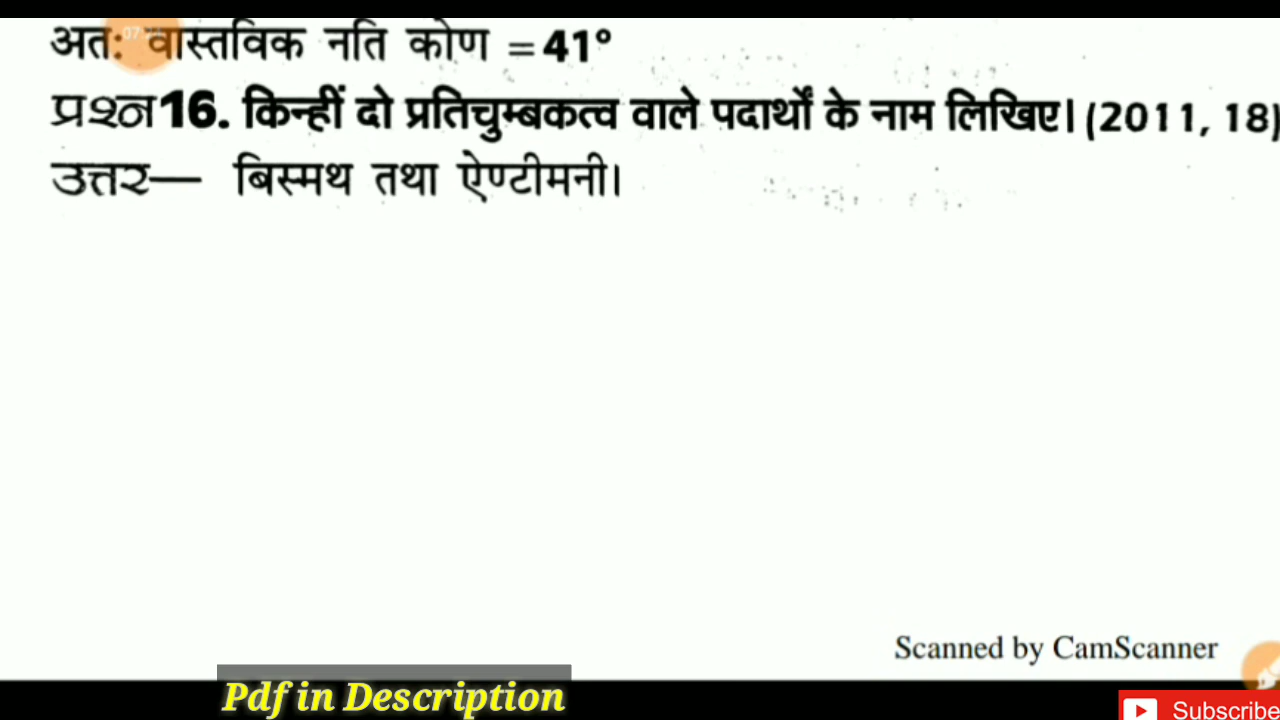 अत: वास्तविक नति कोण = 41°
प्रश्न 16. किन्हीं दो प्रतिचुम्बकत्व वाले पदार्थों के नाम लिखिए। (2011, 18)
उत्तर— बिस्मथ तथा ऐण्टीमनी।
Scanned by CamScanner
Pdf in Description
Subscribe